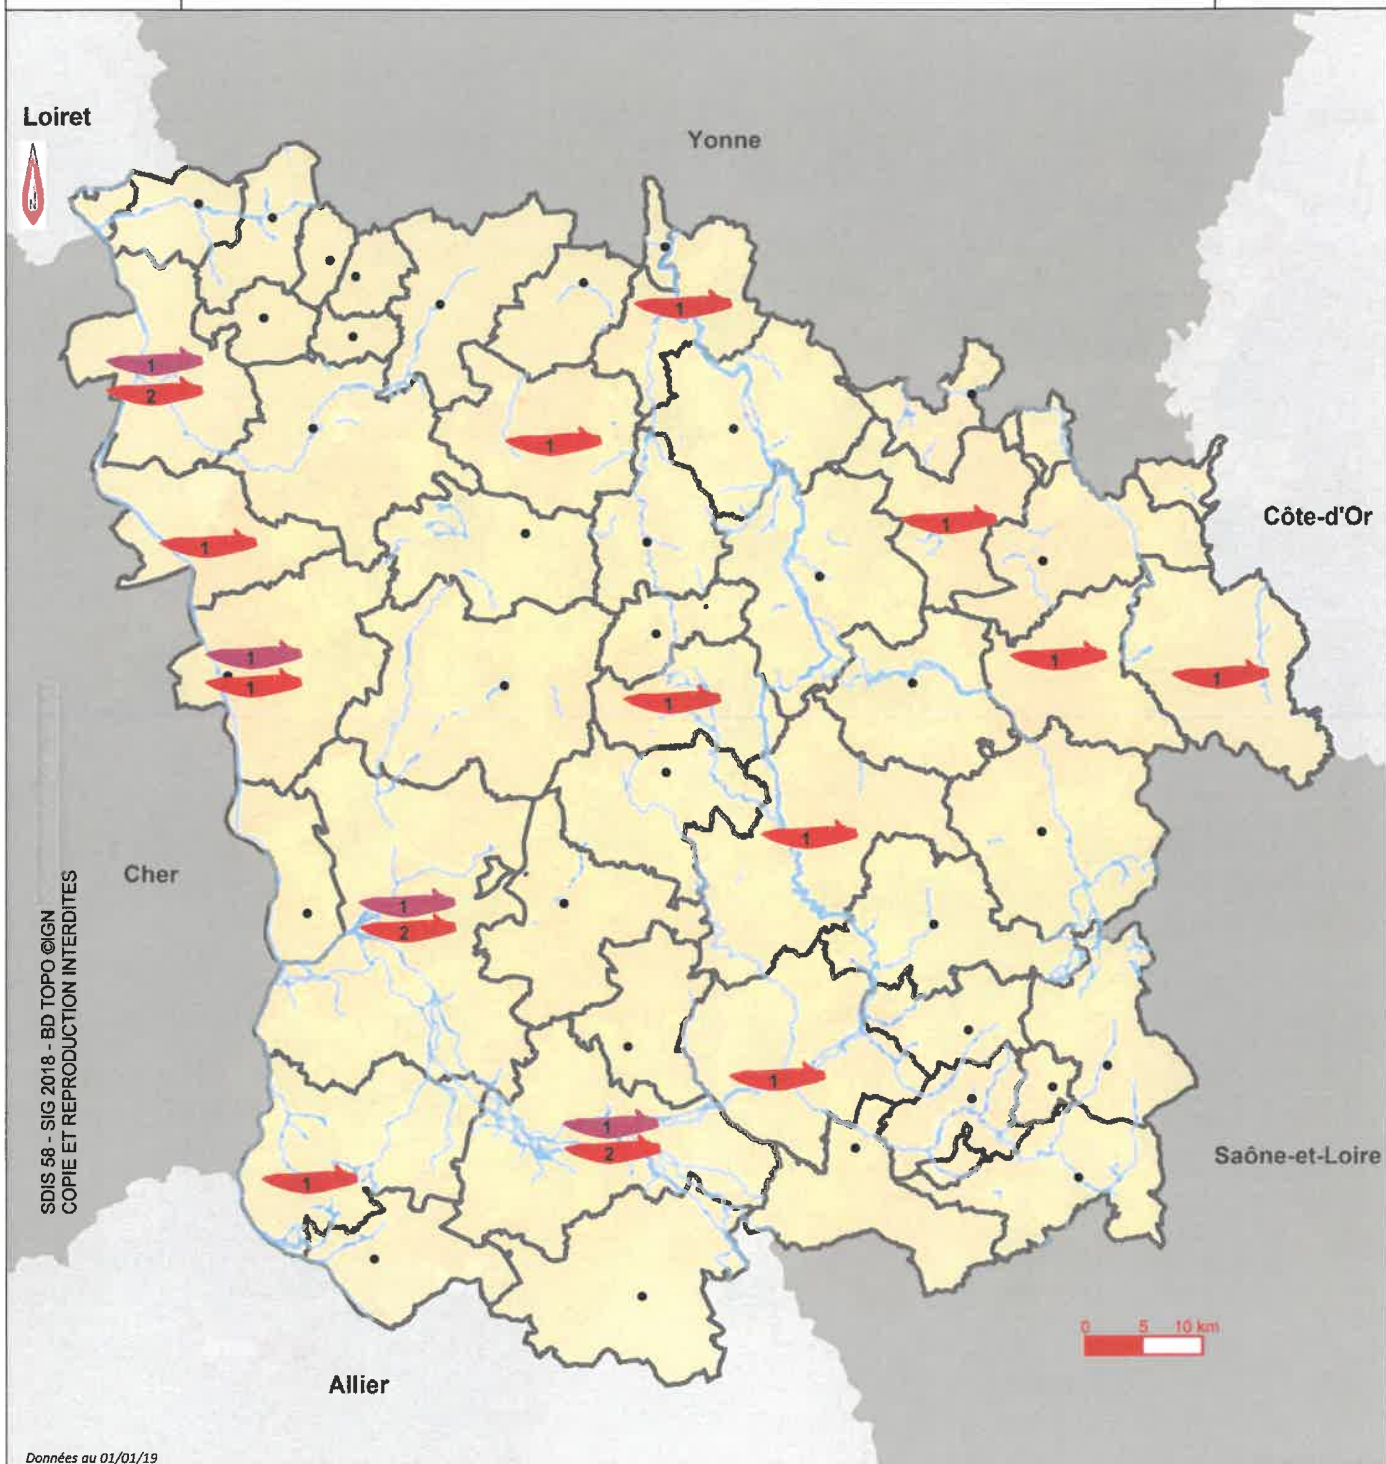 Loiret
N
Yonne
1
1
2
1
Côte-d'Or
1
1
1
1
1
1
1
1
Cher
1
1
2
1
1
2
1
Saône-et-Loire
SDIS 58 - SIG 2018 - BD TOPO ©IGN
COPIE ET REPRODUCTION INTERDITES
0 5 10 km
Allier
Données au 01/01/19